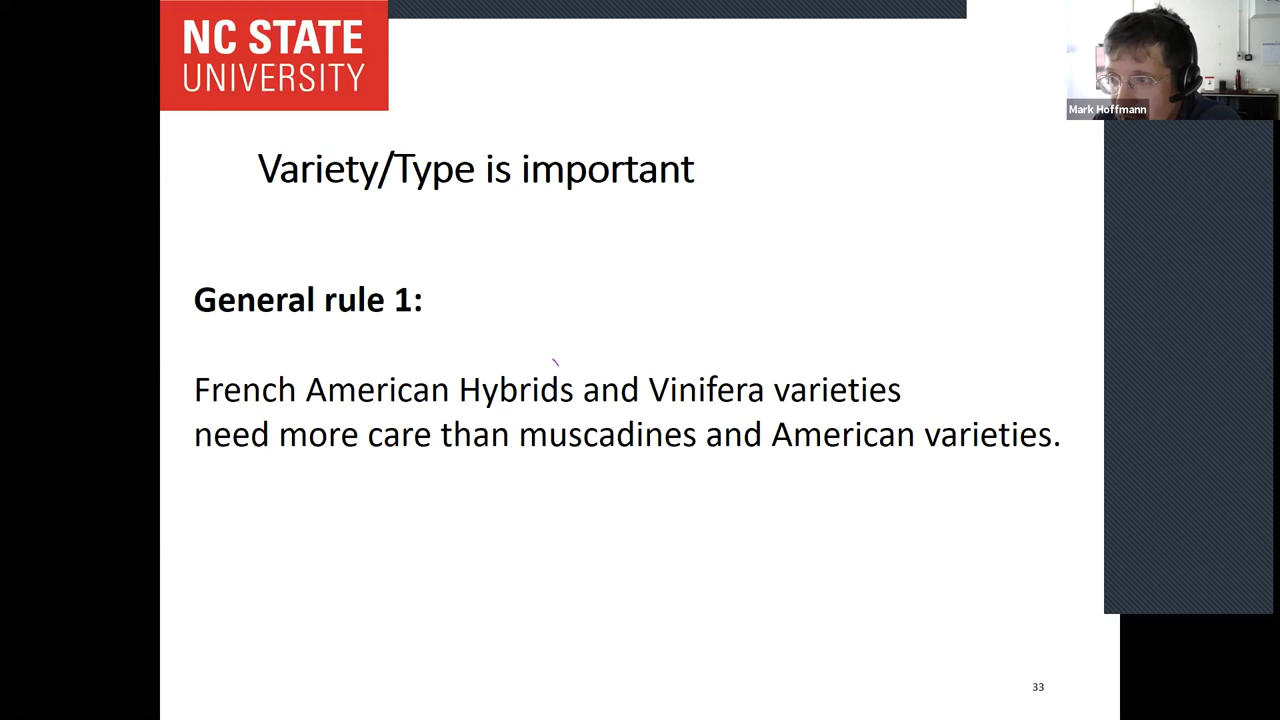 NC STATE
UNIVERSITY
Mark Hoffmann
Variety/Type is important
General rule 1:
French American Hybrids and Vinifera varieties
need more care than muscadines and American varieties.
33